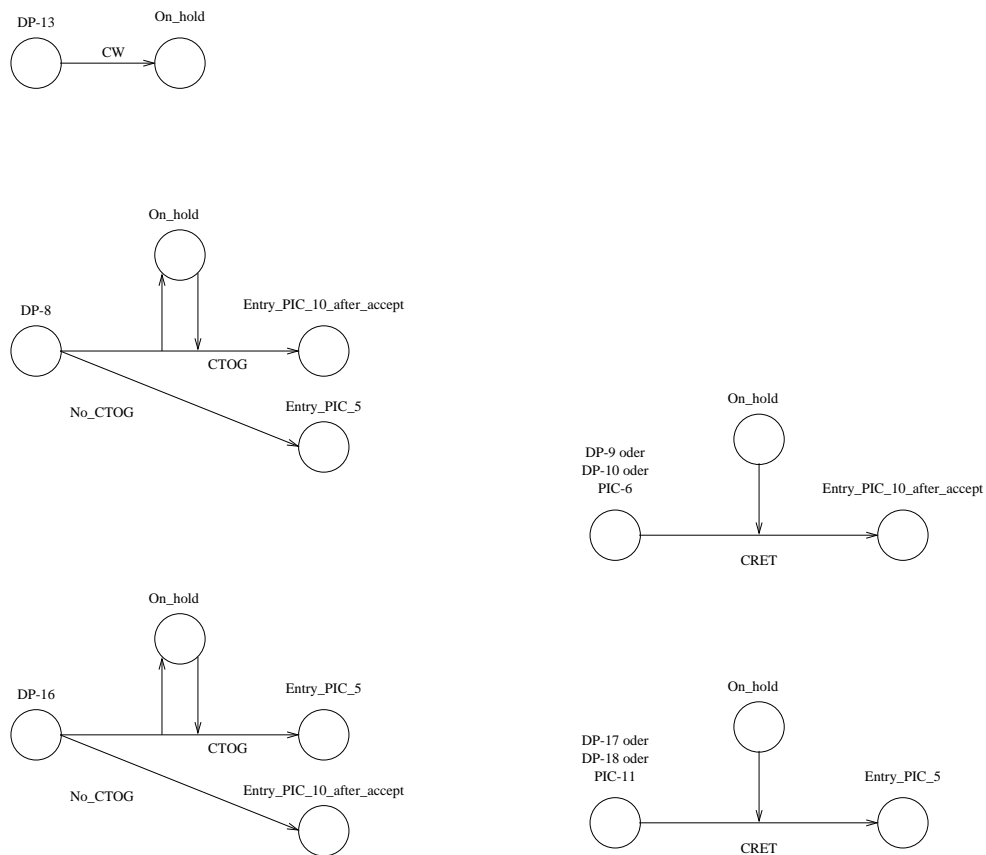 DP-13
On_hold
CW
On_hold
DP-8
Entry_PIC_10_after_accept
CTOG
No_CTOG
Entry_PIC_5
On_hold
DP-16
Entry_PIC_5
CTOG
No_CTOG
Entry_PIC_10_after_accept
On_hold
DP-9 oder
DP-10 oder
PIC-6
Entry_PIC_10_after_accept
CRET
On_hold
DP-17 oder
DP-18 oder
PIC-11
Entry_PIC_5
CRET